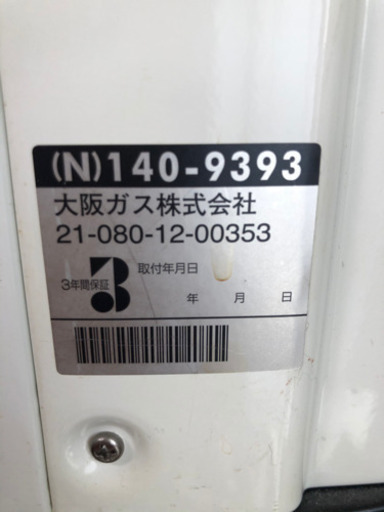 (N)140-9393
大阪ガス株式会社
21-080-12-00353
取付年月日
3年間保証
3
年 月 日